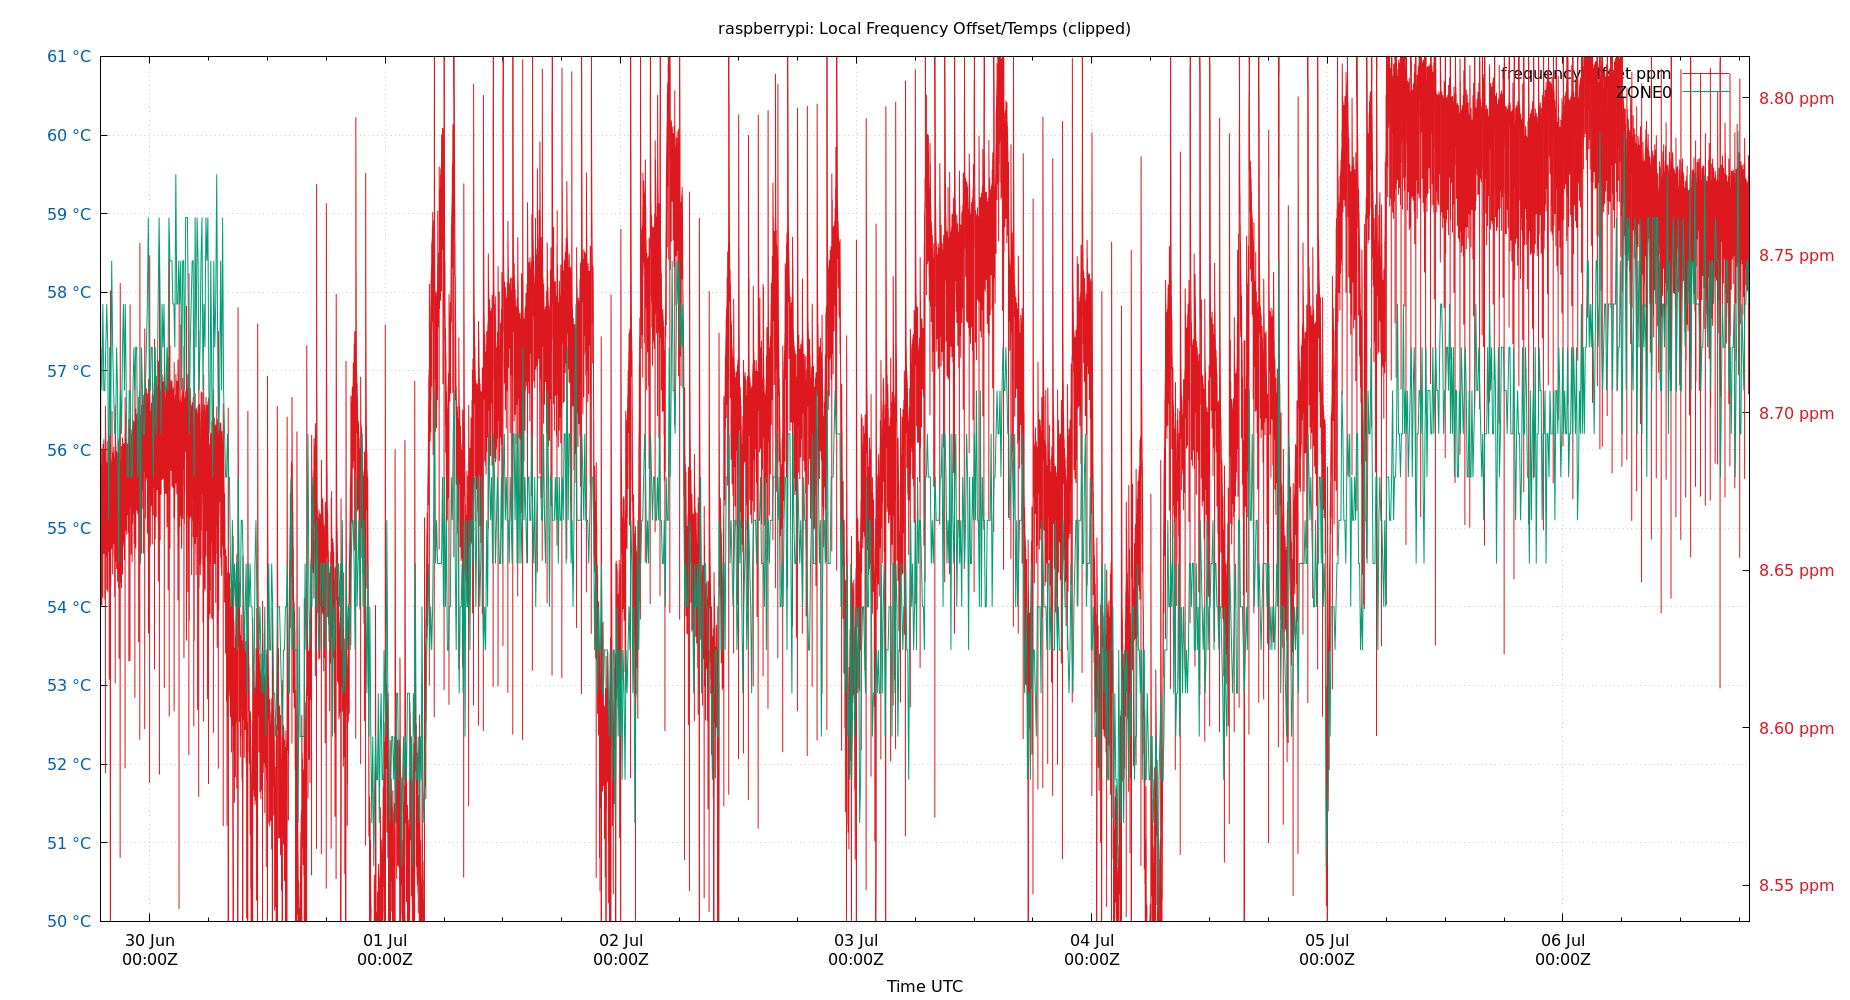 raspberrypi: Local Frequency Offset/Temps (clipped)
61 °C
60 °C
59 °C
58 °C
57 °C
56 °C
55 °C
54 °C
53 °C
52 °C
51 °C
50 °C
frequency offset ppm
ZONE0
8.80 ppm
8.75 ppm
8.70 ppm
8.65 ppm
8.60 ppm
8.55 ppm
30 Jun 01 Jul 02 Jul 03 Jul 04 Jul 05 Jul 06 Jul
00:00Z 00:00Z 00:00Z 00:00Z 00:00Z 00:00Z 00:00Z
Time UTC